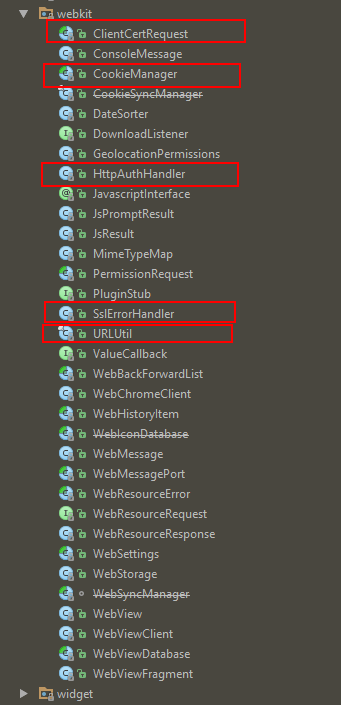 webkit
ClientCertRequest
ConsoleMessage
CookieManager
CookieSyncManager
DateSorter
DownloadListener
GeolocationPermissions
HttpAuthHandler
JavascriptInterface
JsPromptResult
JsResult
MimeTypeMap
PermissionRequest
PluginStub
SslErrorHandler
URLUtil
ValueCallback
WebBackForwardList
WebChromeClient
WebHistoryItem
WebIconDatabase
WebMessage
WebMessagePort
WebResourceError
WebResourceRequest
WebResourceResponse
WebSettings
WebStorage
WebSyncManager
WebView
WebViewClient
WebViewDatabase
WebViewFragment
widget